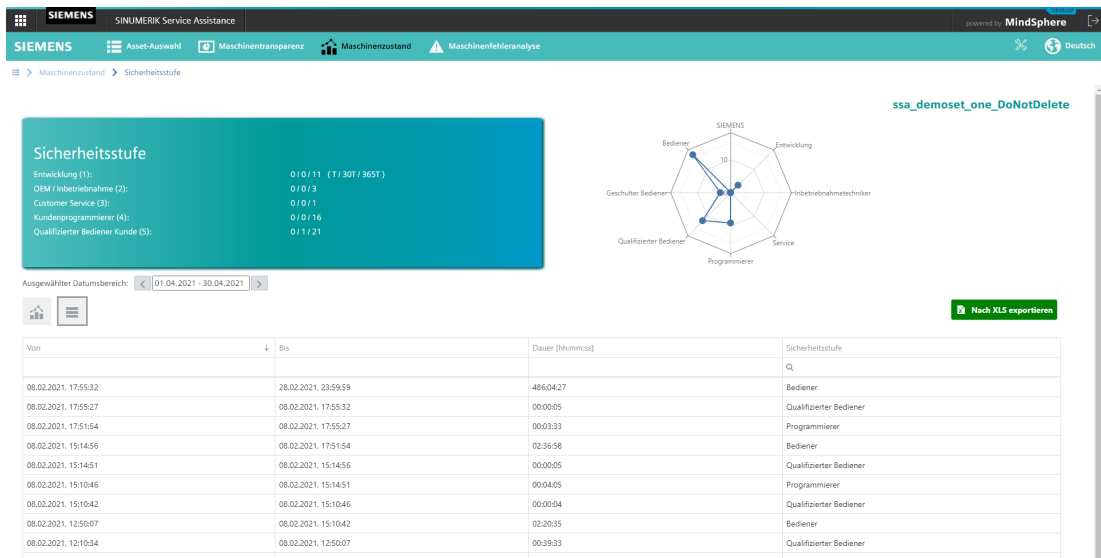 SIEMENS SINUMERIK Service Assistance powered by MindSphere
DEVELOP
SIEMENS Asset-Auswahl Maschinentransparenz Maschinenzustand Maschinenfehleranalyse Deutsch
> Maschinenzustand > Sicherheitsstufe
ssa_demoset_one_DoNotDelete
Sicherheitsstufe
Entwicklung (1): 0 / 0 / 11 ( T / 30T / 365T )
OEM / Inbetriebnahme (2): 0 / 0 / 3
Customer Service (3): 0 / 0 / 1
Kundenprogrammierer (4): 0 / 0 / 16
Qualifizierter Bediener Kunde (5): 0 / 1 / 21
SIEMENS
Bediener Entwicklung
10
Geschulter Bediener 0 Inbetriebnahmetechniker
Qualifizierter Bediener Service
Programmierer
Ausgewählter Datumsbereich: < 01.04.2021 - 30.04.2021 >
Nach XLS exportieren
Von ↓ Bis Dauer [hh:mm:ss] Sicherheitsstufe
08.02.2021, 17:55:32 28.02.2021, 23:59:59 486:04:27 Bediener
08.02.2021, 17:55:27 08.02.2021, 17:55:32 00:00:05 Qualifizierter Bediener
08.02.2021, 17:51:54 08.02.2021, 17:55:27 00:03:33 Programmierer
08.02.2021, 15:14:56 08.02.2021, 17:51:54 02:36:58 Bediener
08.02.2021, 15:14:51 08.02.2021, 15:14:56 00:00:05 Qualifizierter Bediener
08.02.2021, 15:10:46 08.02.2021, 15:14:51 00:04:05 Programmierer
08.02.2021, 15:10:42 08.02.2021, 15:10:46 00:00:04 Qualifizierter Bediener
08.02.2021, 12:50:07 08.02.2021, 15:10:42 02:20:35 Bediener
08.02.2021, 12:10:34 08.02.2021, 12:50:07 00:39:33 Qualifizierter Bediener